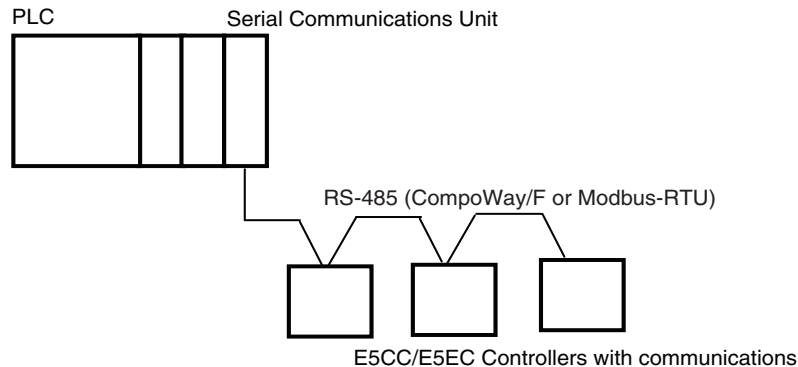 PLC
Serial Communications Unit
RS-485 (CompoWay/F or Modbus-RTU)
E5CC/E5EC Controllers with communications